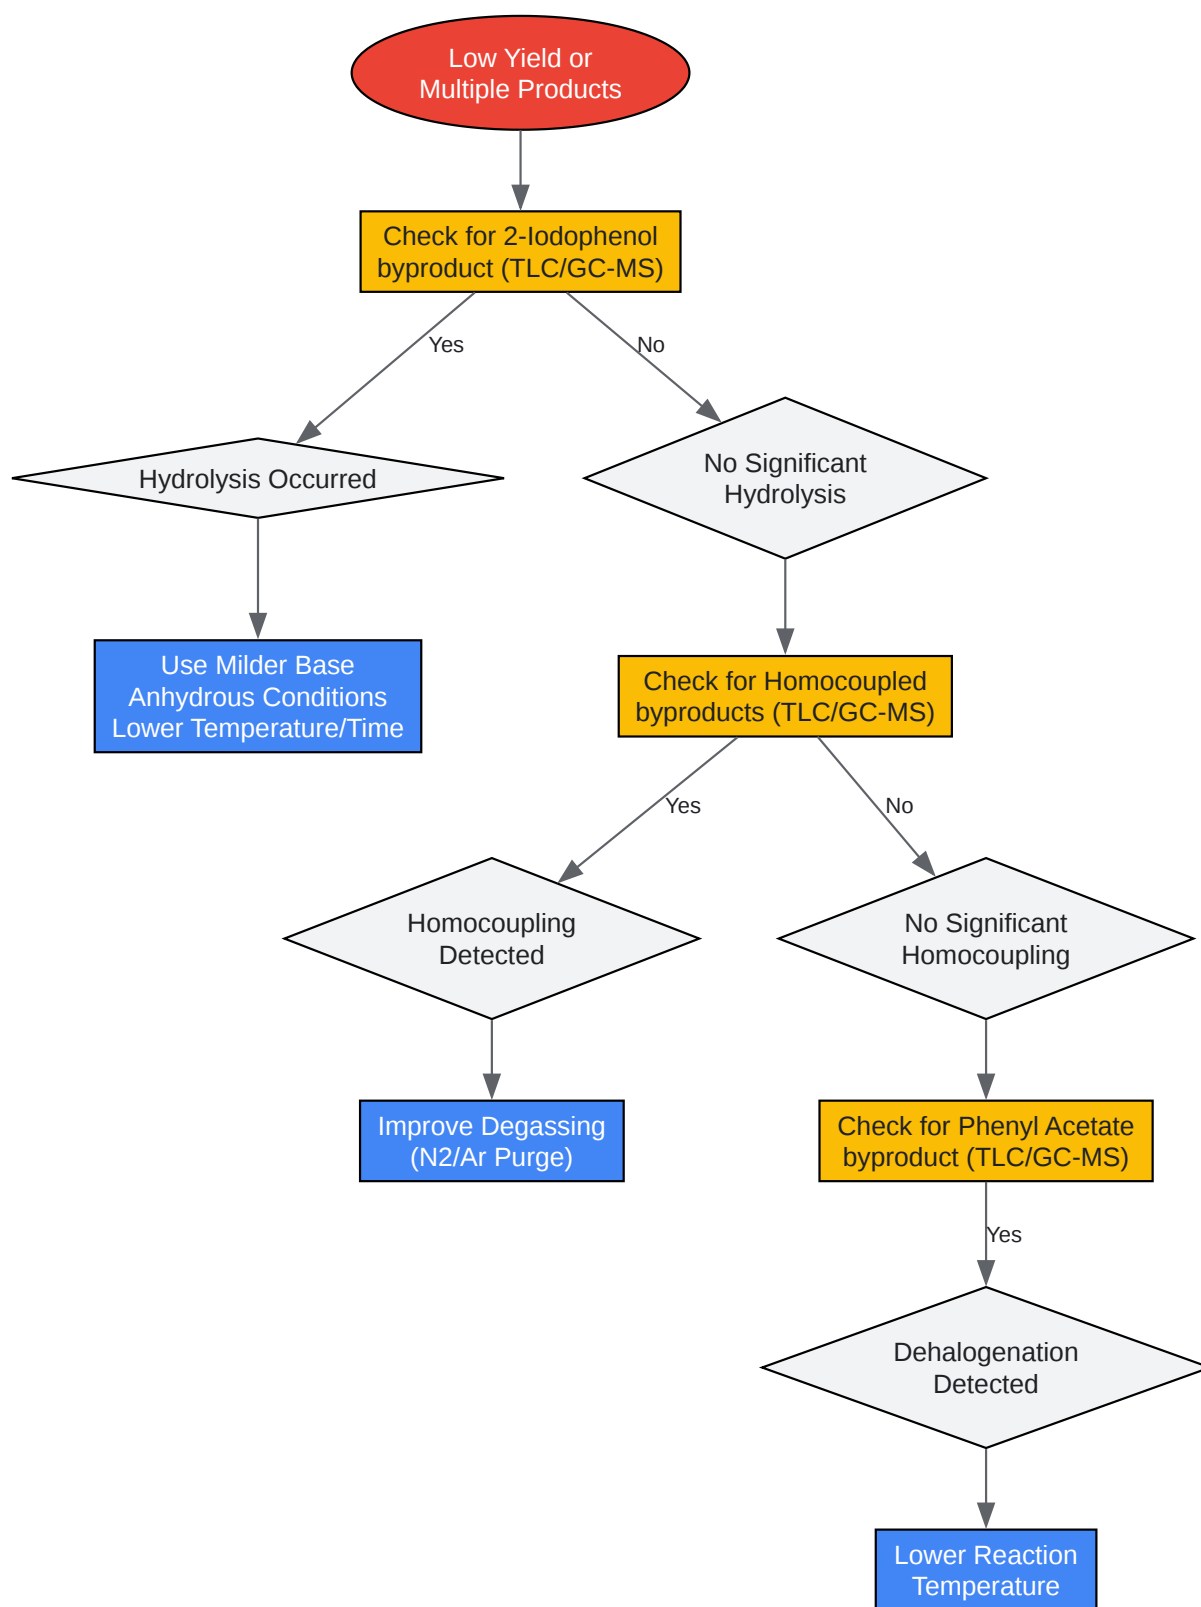 Low Yield or
Multiple Products
Check for 2-Iodophenol
byproduct (TLC/GC-MS)
Yes
No
Hydrolysis Occurred
No Significant
Hydrolysis
Use Milder Base
Anhydrous Conditions
Lower Temperature/Time
Check for Homocoupled
byproducts (TLC/GC-MS)
Yes
No
Homocoupling
Detected
No Significant
Homocoupling
Improve Degassing
(N2/Ar Purge)
Check for Phenyl Acetate
byproduct (TLC/GC-MS)
Yes
Dehalogenation
Detected
Lower Reaction
Temperature